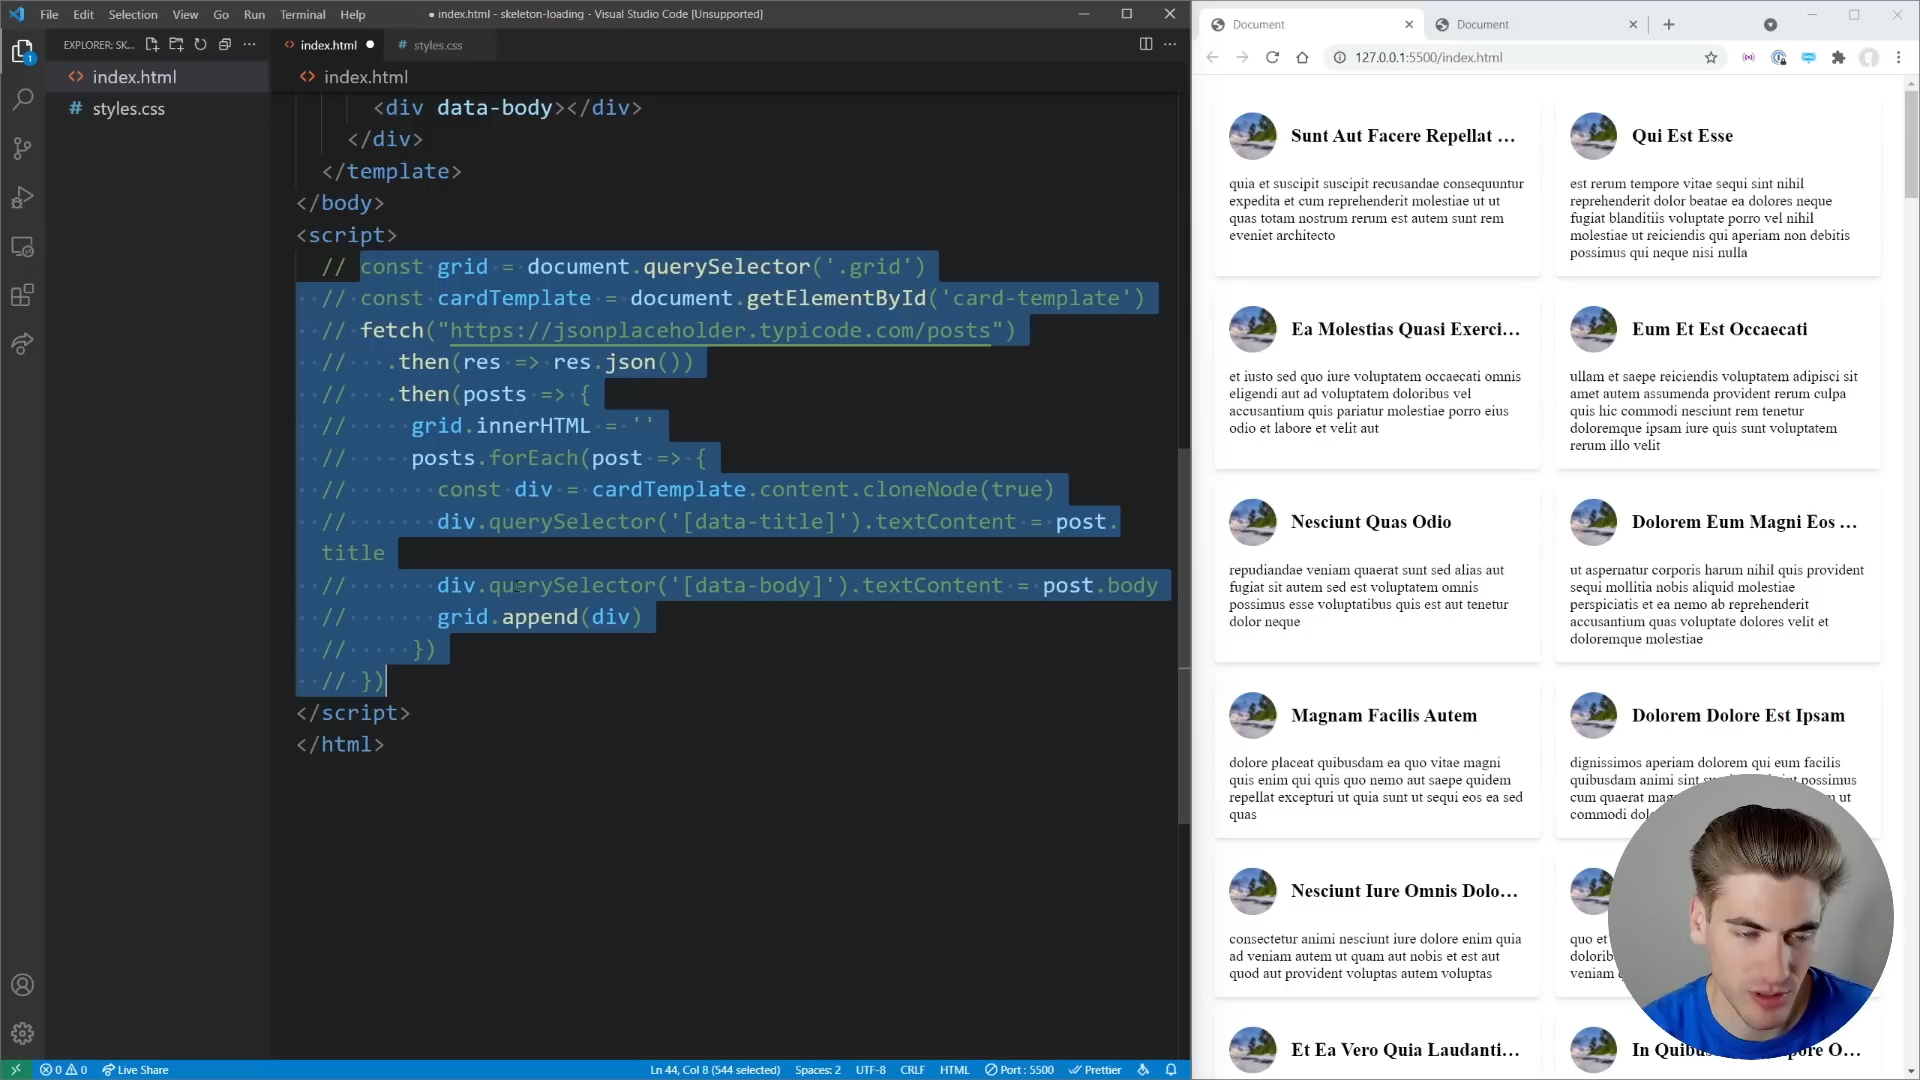 File Edit Selection View Go Run Terminal Help
● index.html - skeleton-loading - Visual Studio Code [Unsupported]
EXPLORER: SK...
index.html
styles.css
index.html
styles.css
1
index.html
<div data-body></div>
</div>
</template>
</body>
<script>
// const grid = document.querySelector('.grid')
// const cardTemplate = document.getElementById('card-template')
// fetch("https://jsonplaceholder.typicode.com/posts")
// .then(res => res.json())
// .then(posts => {
// grid.innerHTML = ''
// posts.forEach(post => {
// const div = cardTemplate.content.cloneNode(true)
// div.querySelector('[data-title]').textContent = post.
title
// div.querySelector('[data-body]').textContent = post.body
// grid.append(div)
// })
// })
</script>
</html>
0 0 Live Share
Ln 44, Col 8 (544 selected) Spaces: 2 UTF-8 CRLF HTML Port : 5500 Prettier
Document
Document
127.0.0.1:5500/index.html
Sunt Aut Facere Repellat ...
quia et suscipit suscipit recusandae consequuntur
expedita et cum reprehenderit molestiae ut ut
quas totam nostrum rerum est autem sunt rem
eveniet architecto
Qui Est Esse
est rerum tempore vitae sequi sint nihil
reprehenderit dolor beatae ea dolores neque
fugiat blanditiis voluptate porro vel nihil
molestiae ut reiciendis qui aperiam non debitis
possimus qui neque nisi nulla
Ea Molestias Quasi Exerci...
et iusto sed quo iure voluptatem occaecati omnis
eligendi aut ad voluptatem doloribus vel
accusantium quis pariatur molestiae porro eius
odio et labore et velit aut
Eum Et Est Occaecati
ullam et saepe reiciendis voluptatem adipisci sit
amet autem assumenda provident rerum culpa
quis hic commodi nesciunt rem tenetur
doloremque ipsam iure quis sunt voluptatem
rerum illo velit
Nesciunt Quas Odio
repudiandae veniam quaerat sunt sed alias aut
fugiat sit autem sed est voluptatem omnis
possimus esse voluptatibus quis est aut tenetur
dolor neque
Dolorem Eum Magni Eos ...
ut aspernatur corporis harum nihil quis provident
sequi mollitia nobis aliquid molestiae
perspiciatis et ea nemo ab reprehenderit
accusantium quas voluptate dolores velit et
doloremque molestiae
Magnam Facilis Autem
dolore placeat quibusdam ea quo vitae magni
quis enim qui quis quo nemo aut saepe quidem
repellat excepturi ut quia sunt ut sequi eos ea sed
quas
Dolorem Dolore Est Ipsam
dignissimos aperiam dolorem qui eum facilis
quibusdam animi sint possimus
cum quaerat ut
commodi
Nesciunt Iure Omnis Dolo...
consectetur animi nesciunt iure dolore enim quia
ad veniam autem ut quam aut nobis et est aut
quod aut provident voluptas autem voluptas
quo et
veniam
Et Ea Vero Quia Laudanti...
In O...